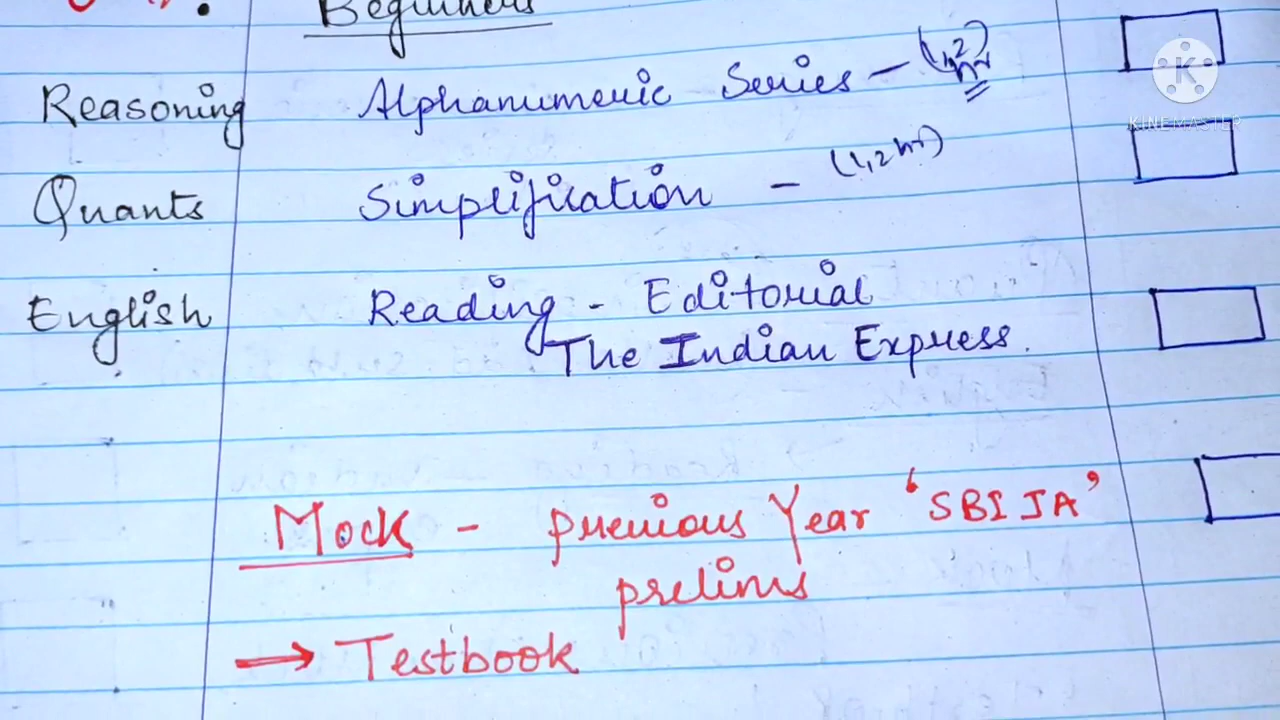 Beginners
Reasoning Alphanumeric Series - (1,2 hr)
Quants Simplification - (1,2 hr)
English Reading - Editorial
The Indian Express.
Mock - previous Year 'SBI JA'
prelims
→ Testbook
K
KINEMASTER